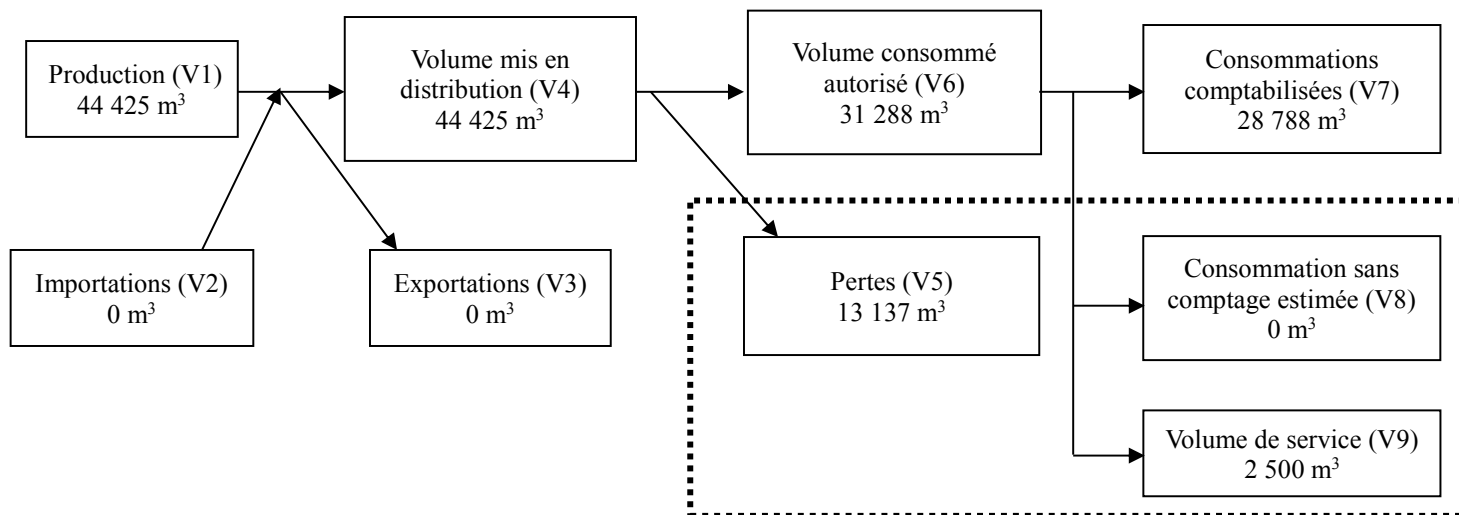 Production (V1)
44 425 m³
Volume mis en
distribution (V4)
44 425 m³
Volume consommé
autorisé (V6)
31 288 m³
Consommations
comptabilisées (V7)
28 788 m³
Importations (V2)
0 m³
Exportations (V3)
0 m³
Pertes (V5)
13 137 m³
Consommation sans
comptage estimée (V8)
0 m³
Volume de service (V9)
2 500 m³